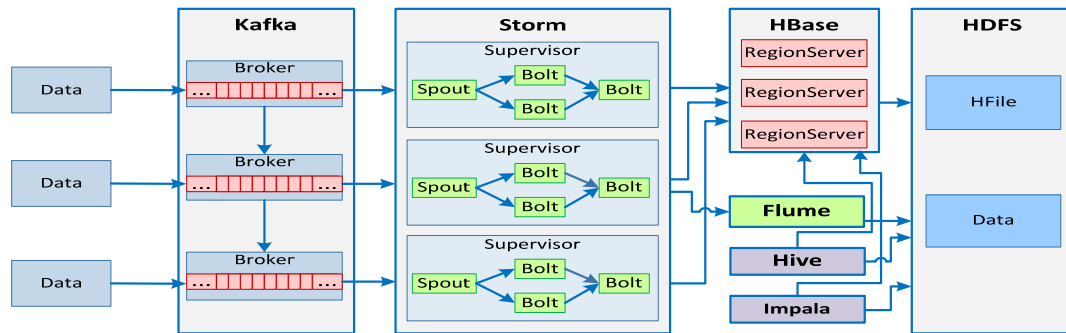 Kafka
Storm
HBase
HDFS
Data
Data
Data
Broker
... ...
Broker
... ...
Broker
... ...
Supervisor
Spout
Bolt
Bolt
Bolt
Supervisor
Spout
Bolt
Bolt
Bolt
Supervisor
Spout
Bolt
Bolt
Bolt
RegionServer
RegionServer
RegionServer
Flume
Hive
Impala
HFile
Data